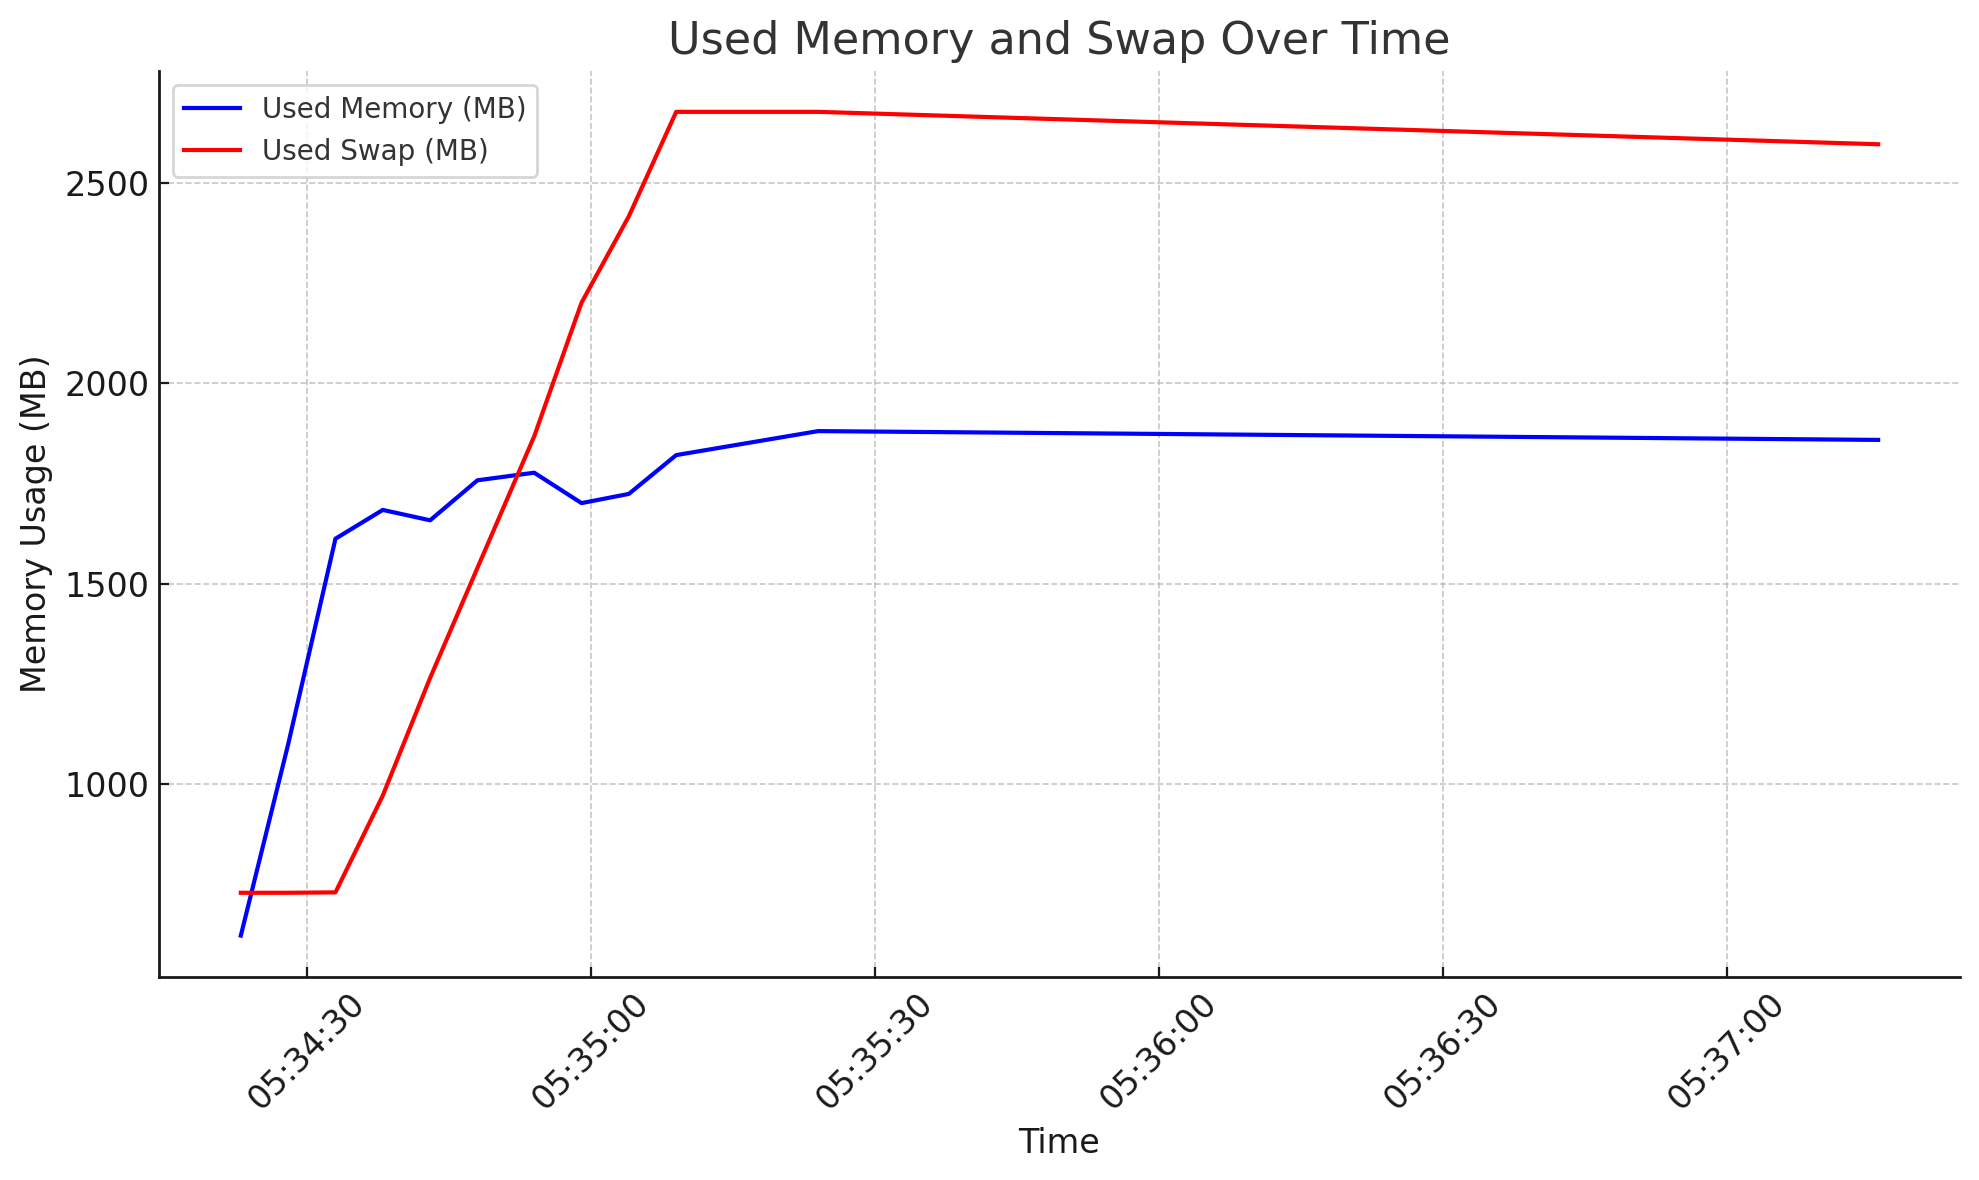 Used Memory and Swap Over Time
Used Memory (MB)
Used Swap (MB)
Memory Usage (MB)
2500
2000
1500
1000
05:34:30
05:35:00
05:35:30
05:36:00
05:36:30
05:37:00
Time